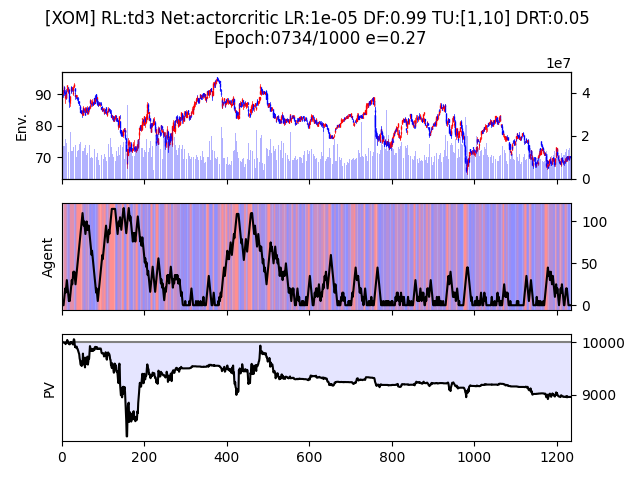 [XOM] RL:td3 Net:actorcritic LR:1e-05 DF:0.99 TU:[1,10] DRT:0.05
Epoch:0734/1000 e=0.27
1e7
90
80
70
Env.
4
2
0
Agent
100
50
0
PV
10000
9000
0 200 400 600 800 1000 1200